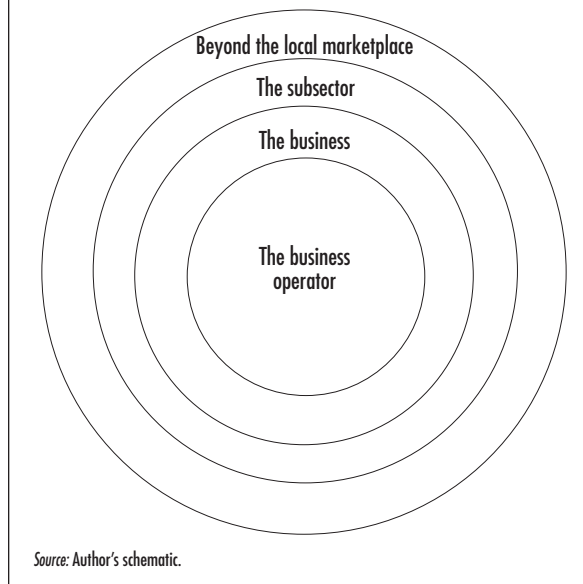 Beyond the local marketplace
The subsector
The business
The business
operator
Source: Author's schematic.